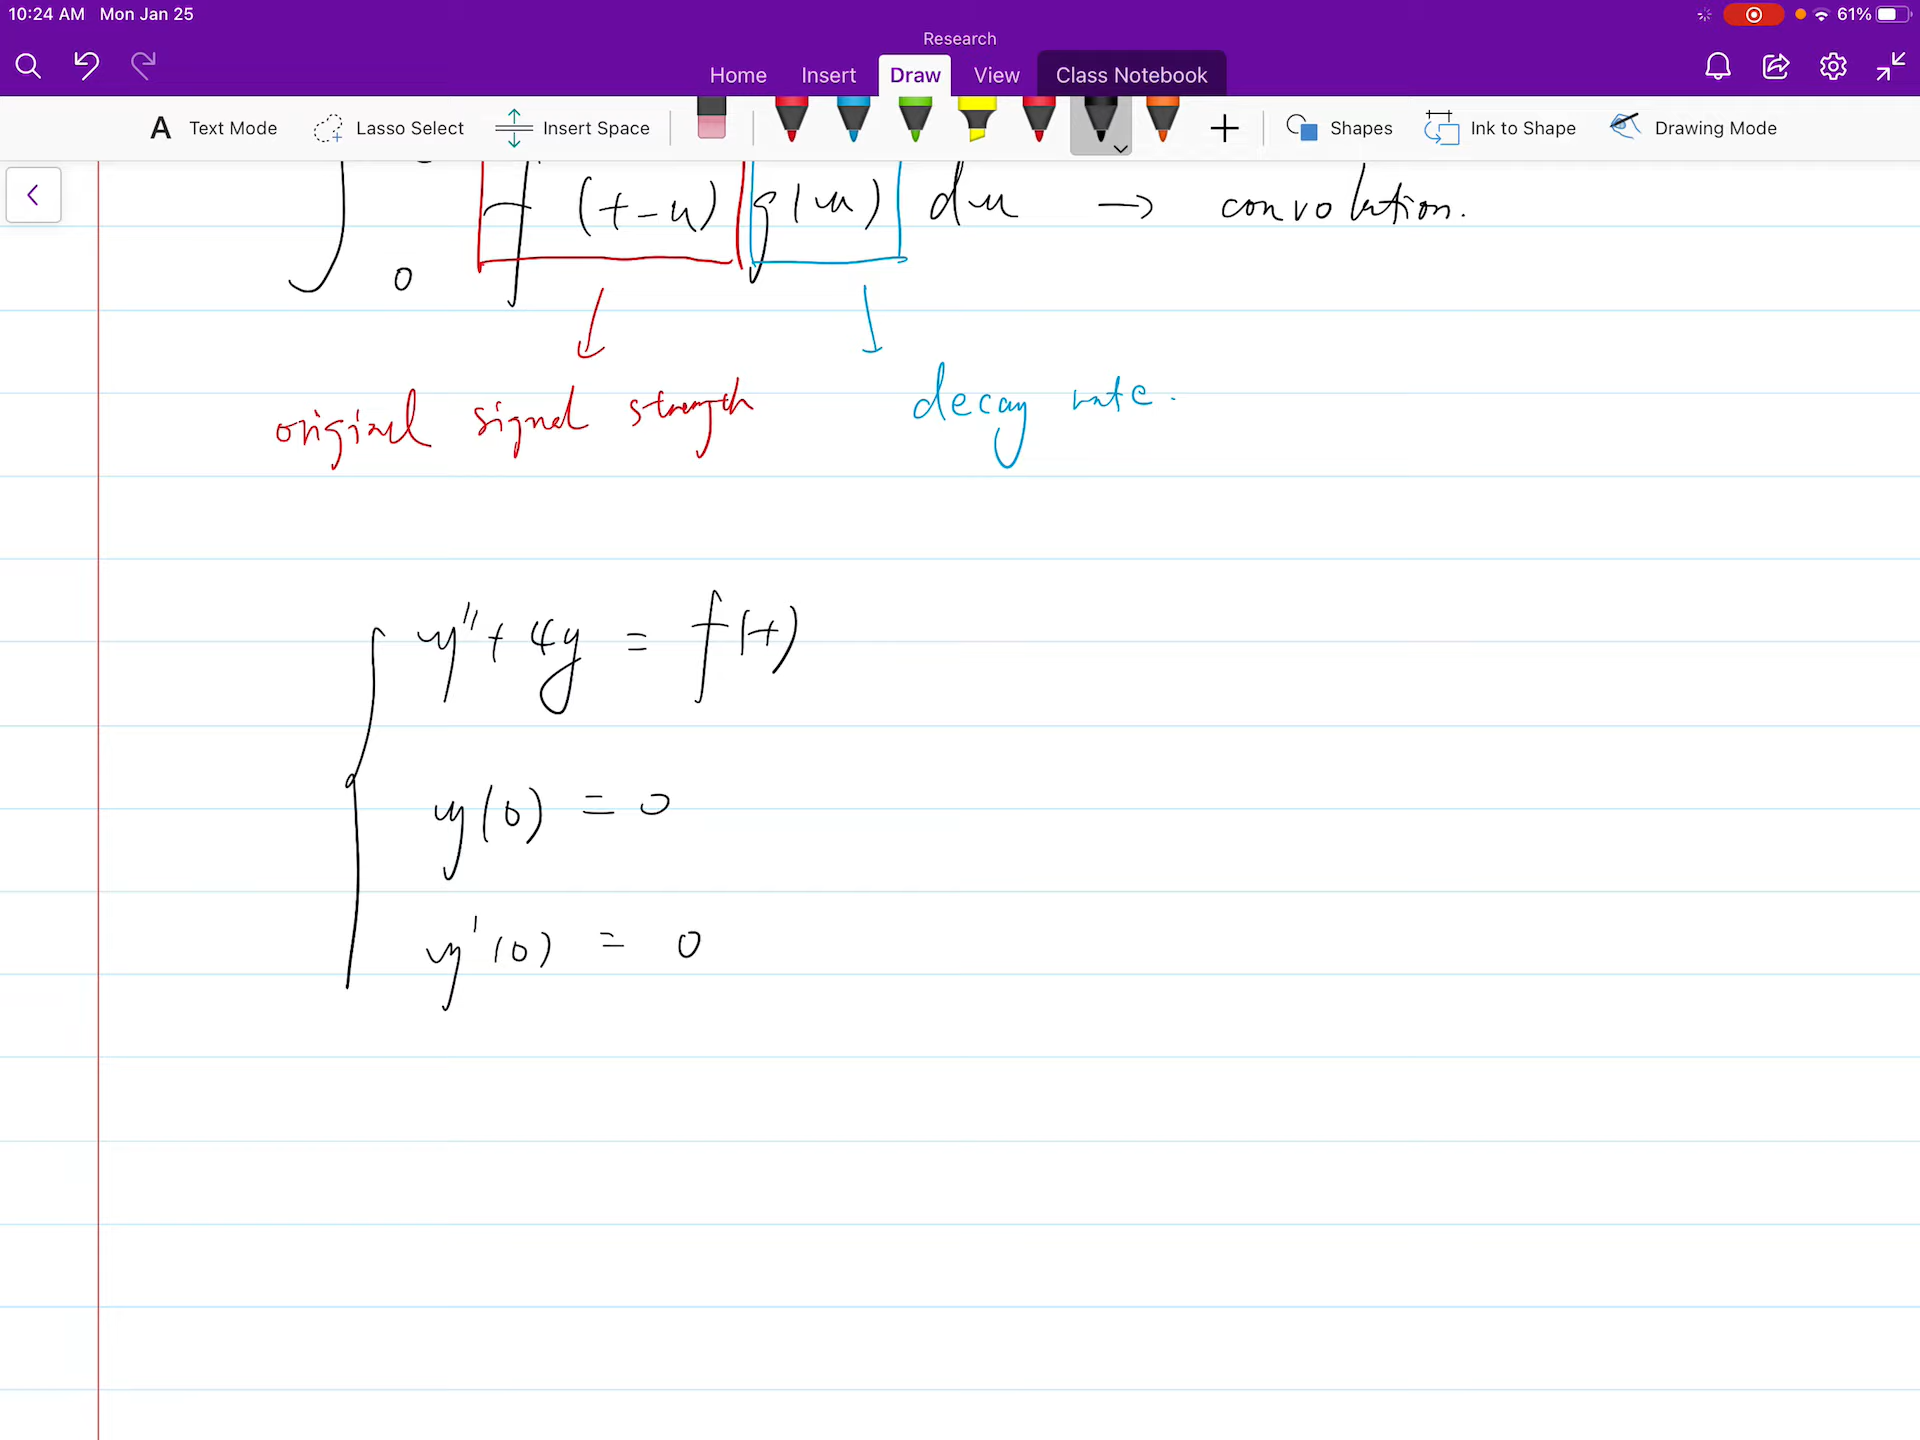 10:24 AM Mon Jan 25 61%
Research
Home Insert Draw View Class Notebook
A Text Mode Lasso Select Insert Space Shapes Ink to Shape Drawing Mode
∫ 0 f (t-u) g(u) du → convolution.
original signal strength decay rate.
y'' + 4y = f(t)
y(0) = 0
y'(0) = 0